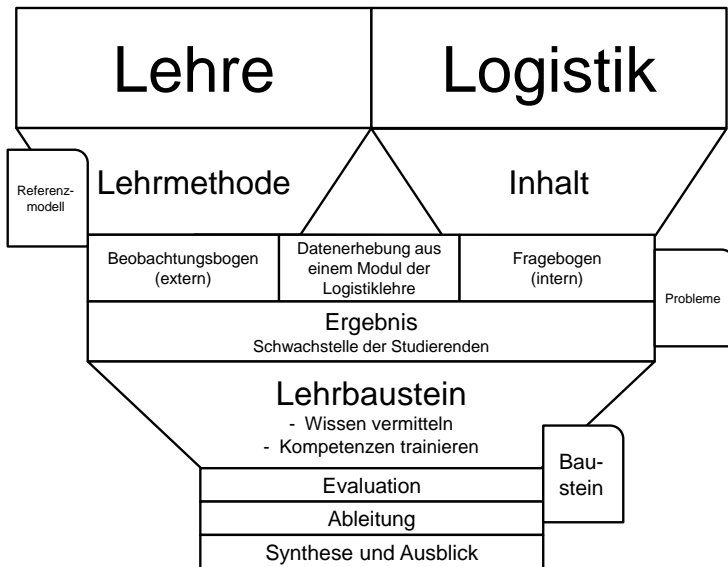 Lehre
Logistik
Referenz-
modell
Lehrmethode
Inhalt
Beobachtungsbogen
(extern)
Datenerhebung aus
einem Modul der
Logistiklehre
Fragebogen
(intern)
Probleme
Ergebnis
Schwachstelle der Studierenden
Lehrbaustein
- Wissen vermitteln
- Kompetenzen trainieren
Bau-
stein
Evaluation
Ableitung
Synthese und Ausblick